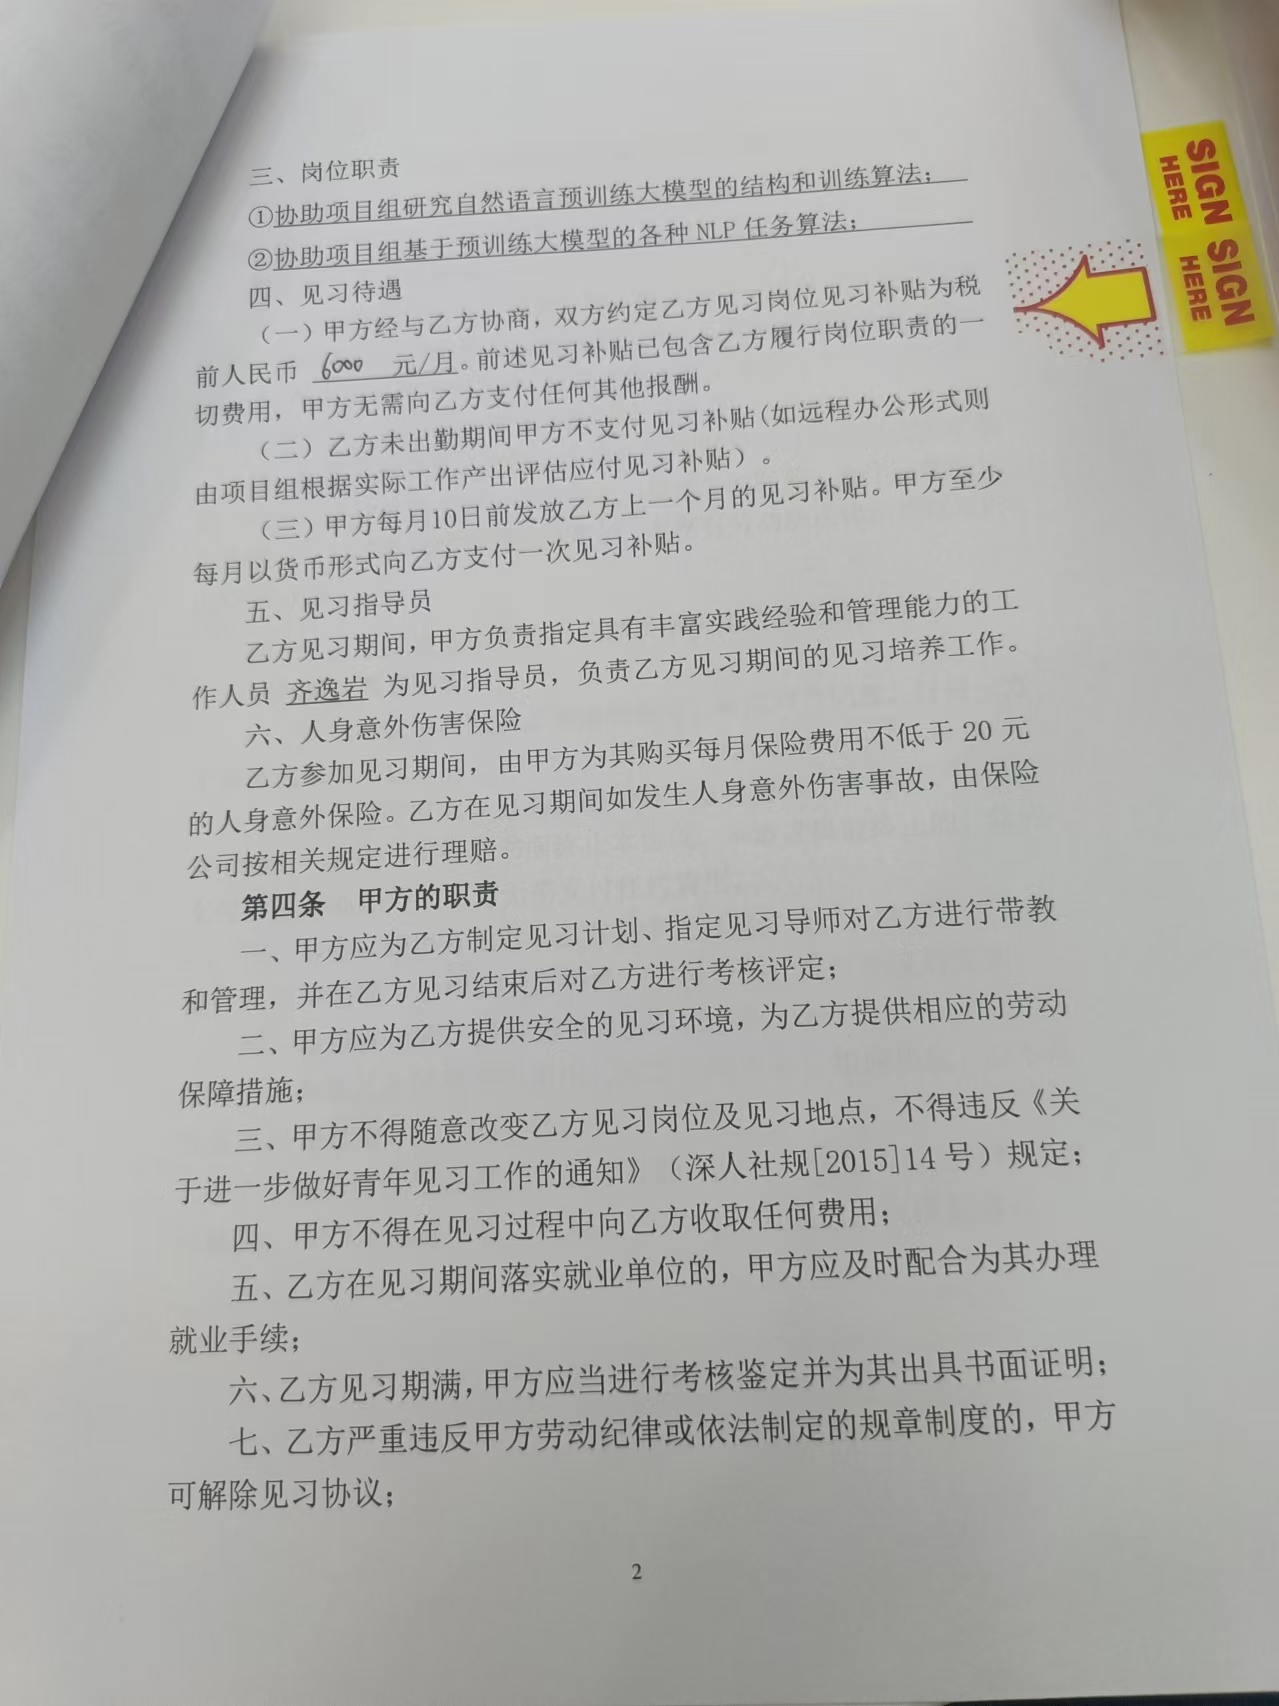 三、岗位职责
①协助项目组研究自然语言预训练大模型的结构和训练算法；
②协助项目组基于预训练大模型的各种 NLP 任务算法；
四、见习待遇
（一）甲方经与乙方协商，双方约定乙方见习岗位见习补贴为税
前人民币 6000 元/月。前述见习补贴已包含乙方履行岗位职责的一
切费用，甲方无需向乙方支付任何其他报酬。
（二）乙方未出勤期间甲方不支付见习补贴(如远程办公形式则
由项目组根据实际工作产出评估应付见习补贴）。
（三）甲方每月10日前发放乙方上一个月的见习补贴。甲方至少
每月以货币形式向乙方支付一次见习补贴。
五、见习指导员
乙方见习期间，甲方负责指定具有丰富实践经验和管理能力的工
作人员 齐逸岩 为见习指导员，负责乙方见习期间的见习培养工作。
六、人身意外伤害保险
乙方参加见习期间，由甲方为其购买每月保险费用不低于 20 元
的人身意外保险。乙方在见习期间如发生人身意外伤害事故，由保险
公司按相关规定进行理赔。
第四条 甲方的职责
一、甲方应为乙方制定见习计划、指定见习导师对乙方进行带教
和管理，并在乙方见习结束后对乙方进行考核评定；
二、甲方应为乙方提供安全的见习环境，为乙方提供相应的劳动
保障措施；
三、甲方不得随意改变乙方见习岗位及见习地点，不得违反《关
于进一步做好青年见习工作的通知》（深人社规[2015]14 号）规定；
四、甲方不得在见习过程中向乙方收取任何费用；
五、乙方在见习期间落实就业单位的，甲方应及时配合为其办理
就业手续；
六、乙方见习期满，甲方应当进行考核鉴定并为其出具书面证明；
七、乙方严重违反甲方劳动纪律或依法制定的规章制度的，甲方
可解除见习协议；
2
SIGN HERE
SIGN HERE